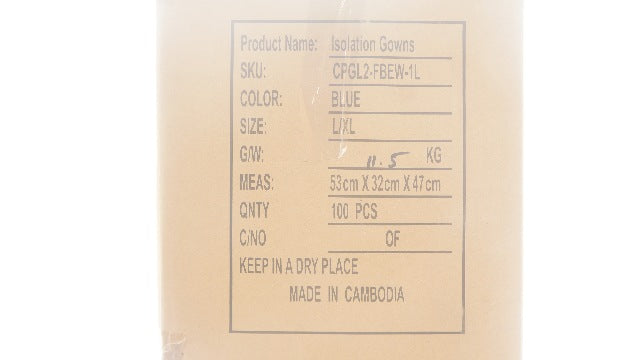 Product Name: Isolation Gowns
SKU: CPGL2-FBEW-1L
COLOR: BLUE
SIZE: L/XL
G/W: 11.5 KG
MEAS: 53cm X 32cm X 47cm
QNTY 100 PCS
C/NO OF
KEEP IN A DRY PLACE
MADE IN CAMBODIA